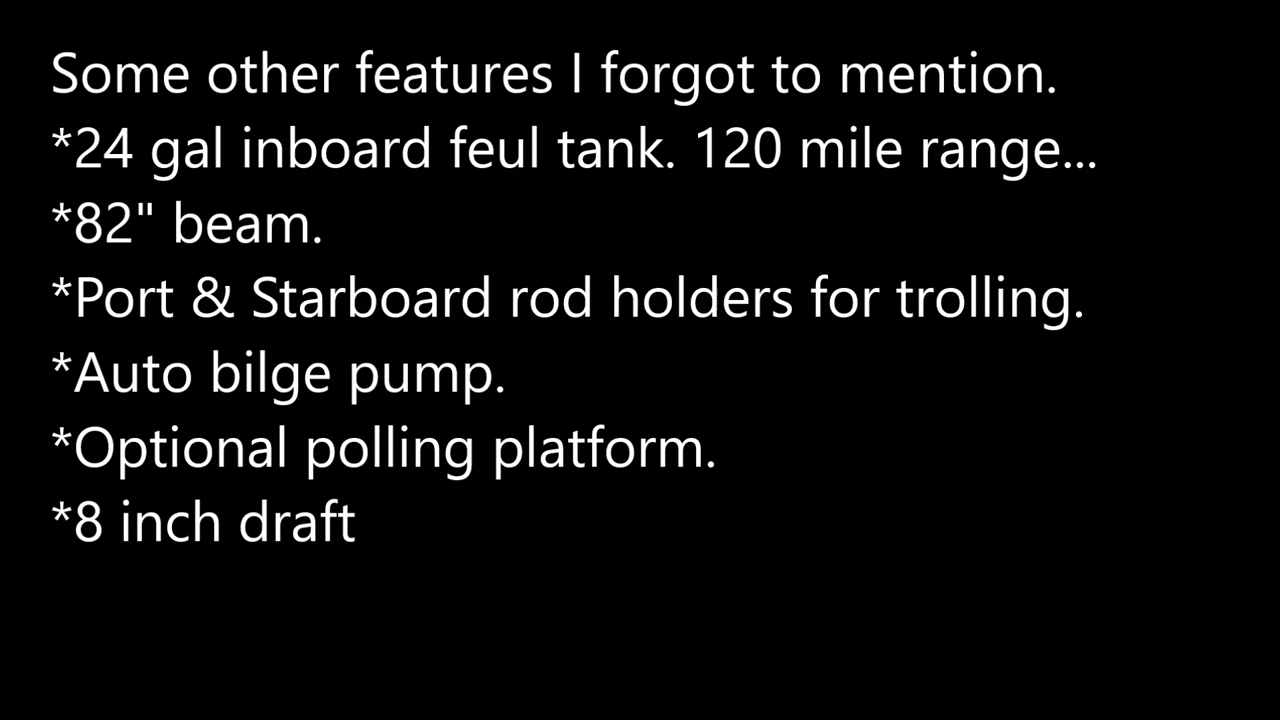 Some other features I forgot to mention.
*24 gal inboard feul tank. 120 mile range...
*82" beam.
*Port & Starboard rod holders for trolling.
*Auto bilge pump.
*Optional polling platform.
*8 inch draft